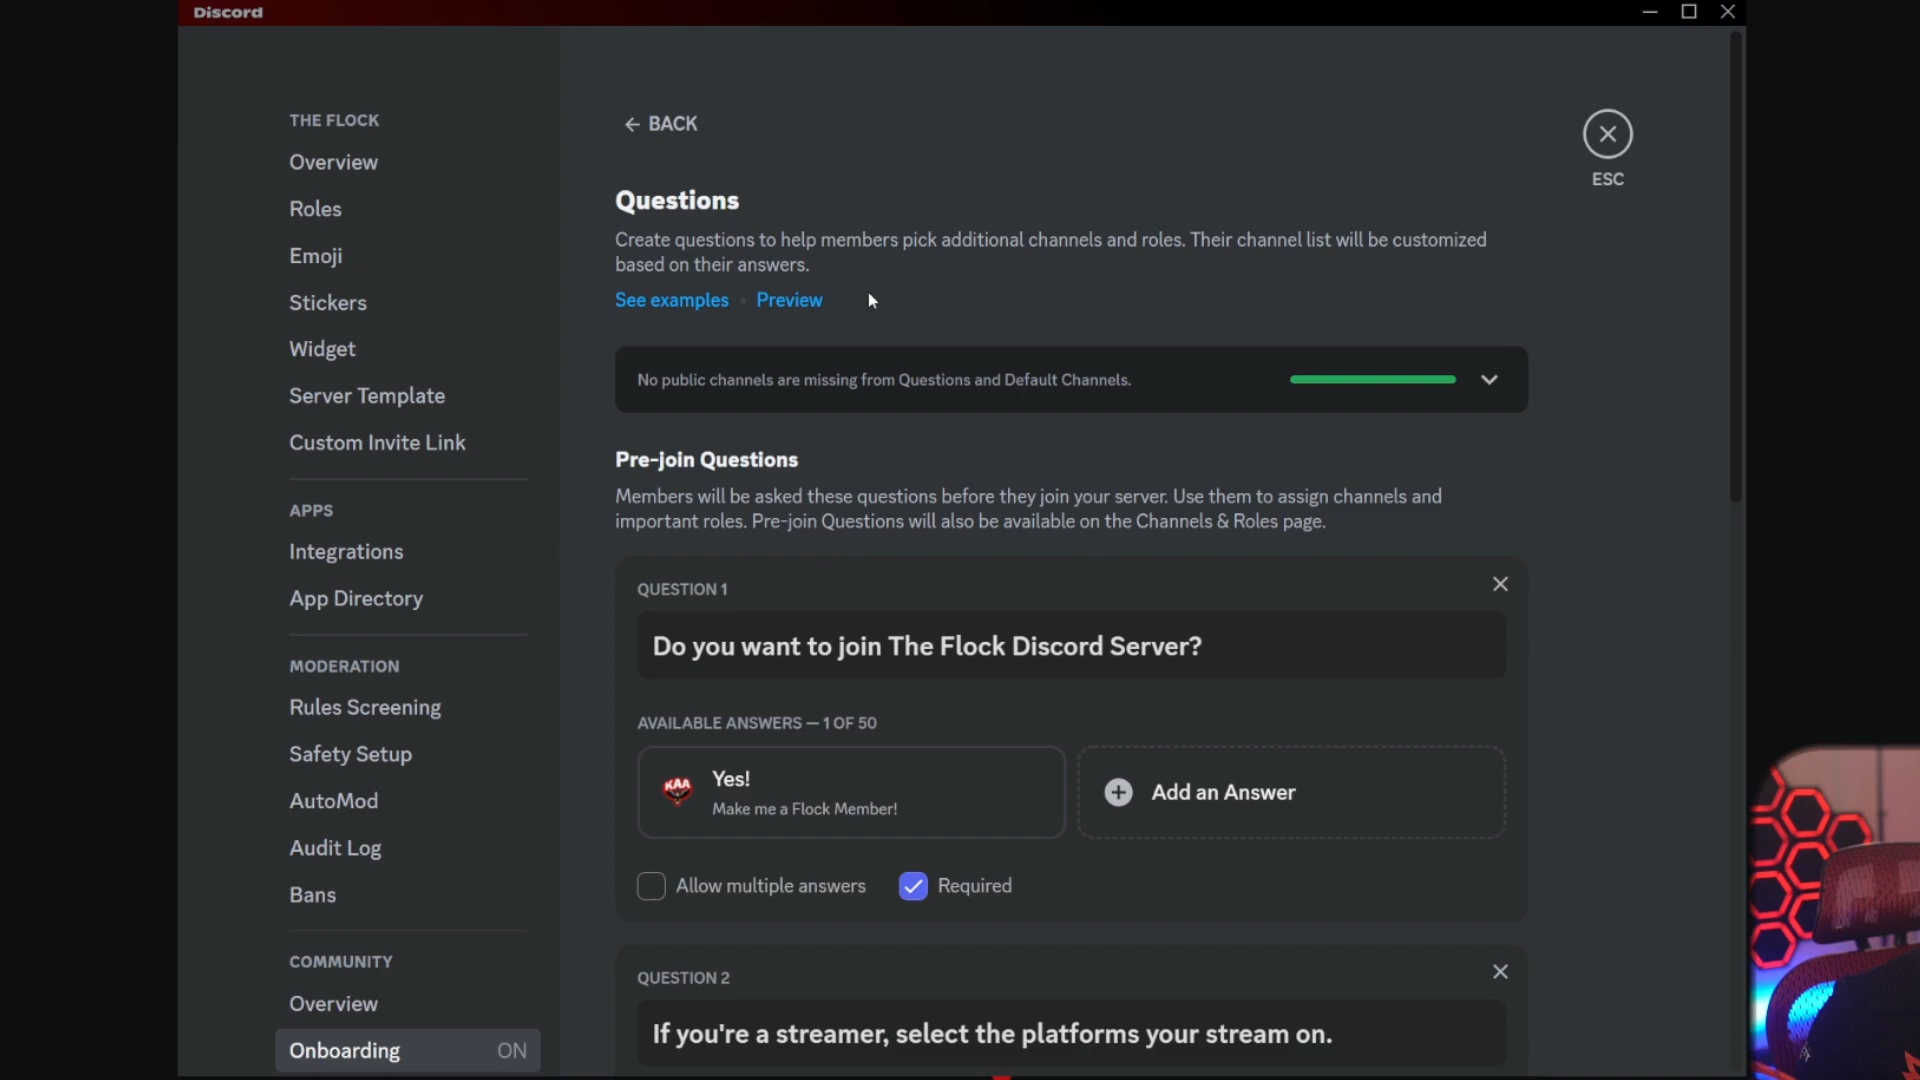 Discord
THE FLOCK
Overview
Roles
Emoji
Stickers
Widget
Server Template
Custom Invite Link
APPS
Integrations
App Directory
MODERATION
Rules Screening
Safety Setup
AutoMod
Audit Log
Bans
COMMUNITY
Overview
Onboarding ON
← BACK
ESC
Questions
Create questions to help members pick additional channels and roles. Their channel list will be customized
based on their answers.
See examples • Preview
No public channels are missing from Questions and Default Channels.
Pre-join Questions
Members will be asked these questions before they join your server. Use them to assign channels and
important roles. Pre-join Questions will also be available on the Channels & Roles page.
QUESTION 1
Do you want to join The Flock Discord Server?
AVAILABLE ANSWERS — 1 OF 50
KAA
Yes!
Make me a Flock Member!
Add an Answer
Allow multiple answers
Required
QUESTION 2
If you're a streamer, select the platforms your stream on.